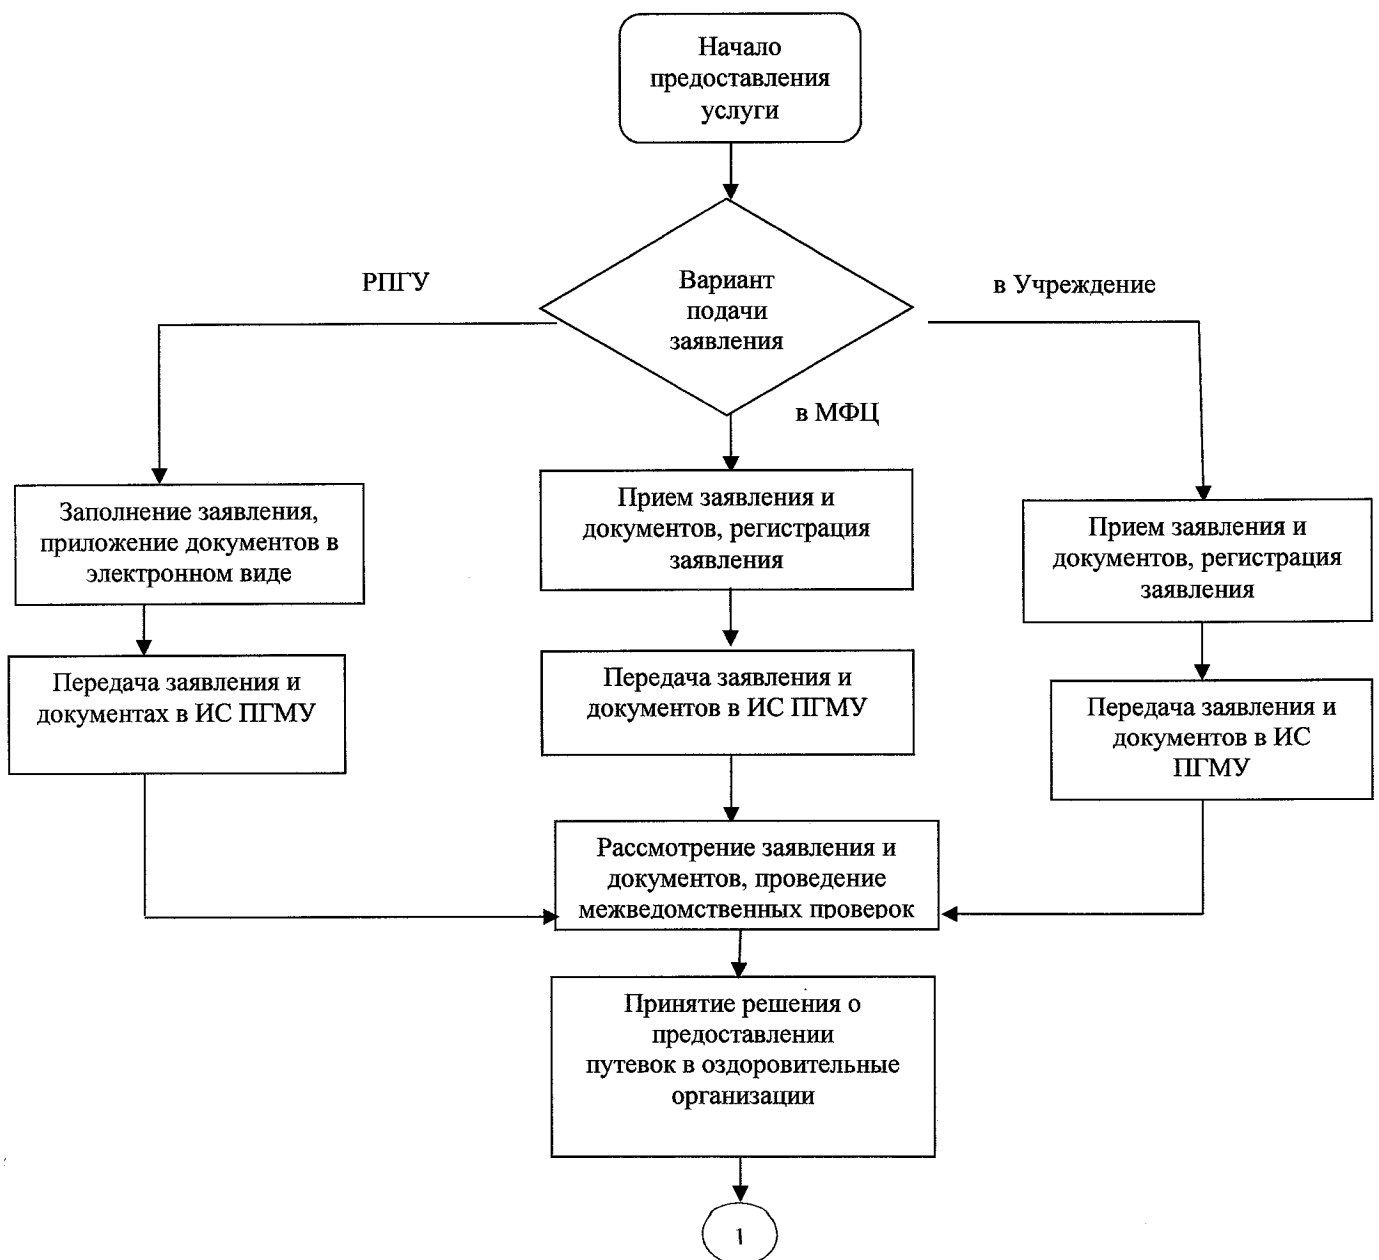 Начало
предоставления
услуги
РПГУ
Вариант
подачи
заявления
в Учреждение
в МФЦ
Заполнение заявления,
приложение документов в
электронном виде
Прием заявления и
документов, регистрация
заявления
Прием заявления и
документов, регистрация
заявления
Передача заявления и
документах в ИС ПГМУ
Передача заявления и
документов в ИС ПГМУ
Передача заявления и
документов в ИС
ПГМУ
Рассмотрение заявления и
документов, проведение
межведомственных проверок
Принятие решения о
предоставлении
путевок в оздоровительные
организации
1